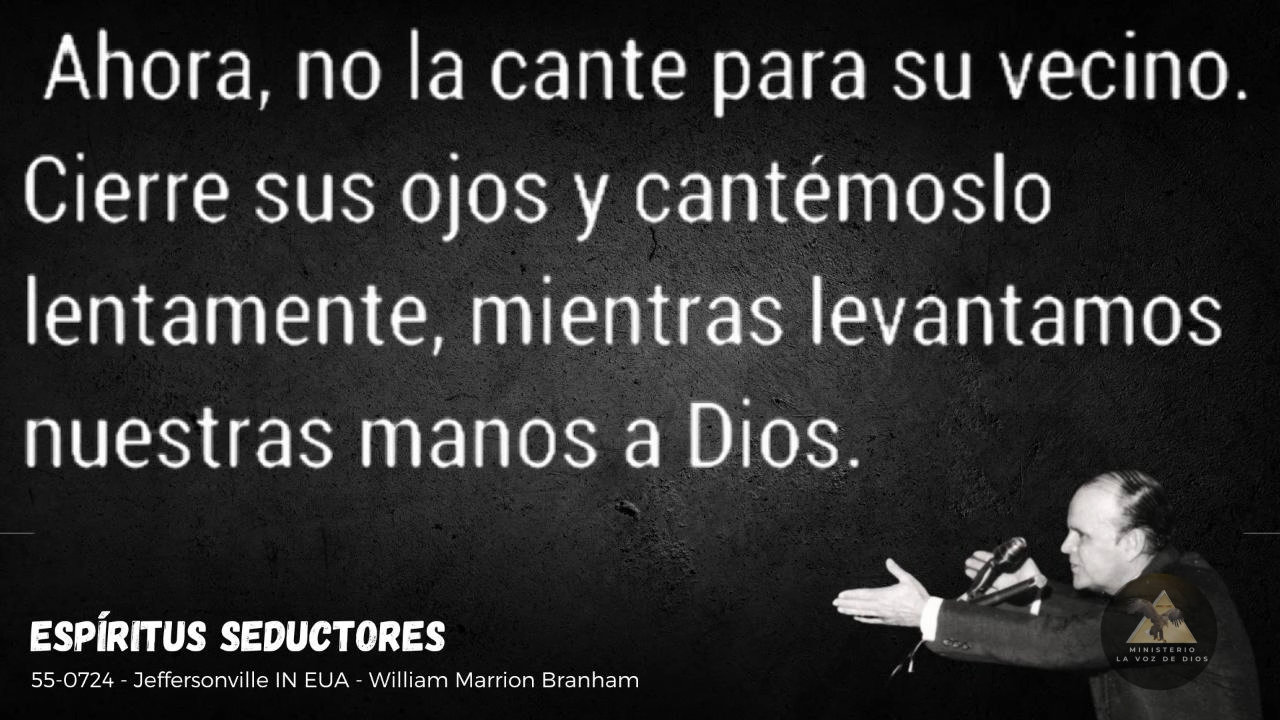 Ahora, no la cante para su vecino.
Cierre sus ojos y cantémoslo
lentamente, mientras levantamos
nuestras manos a Dios.
ESPÍRITUS SEDUCTORES
55-0724 - Jeffersonville IN EUA - William Marrion Branham
MINISTERIO
LA VOZ DE DIOS